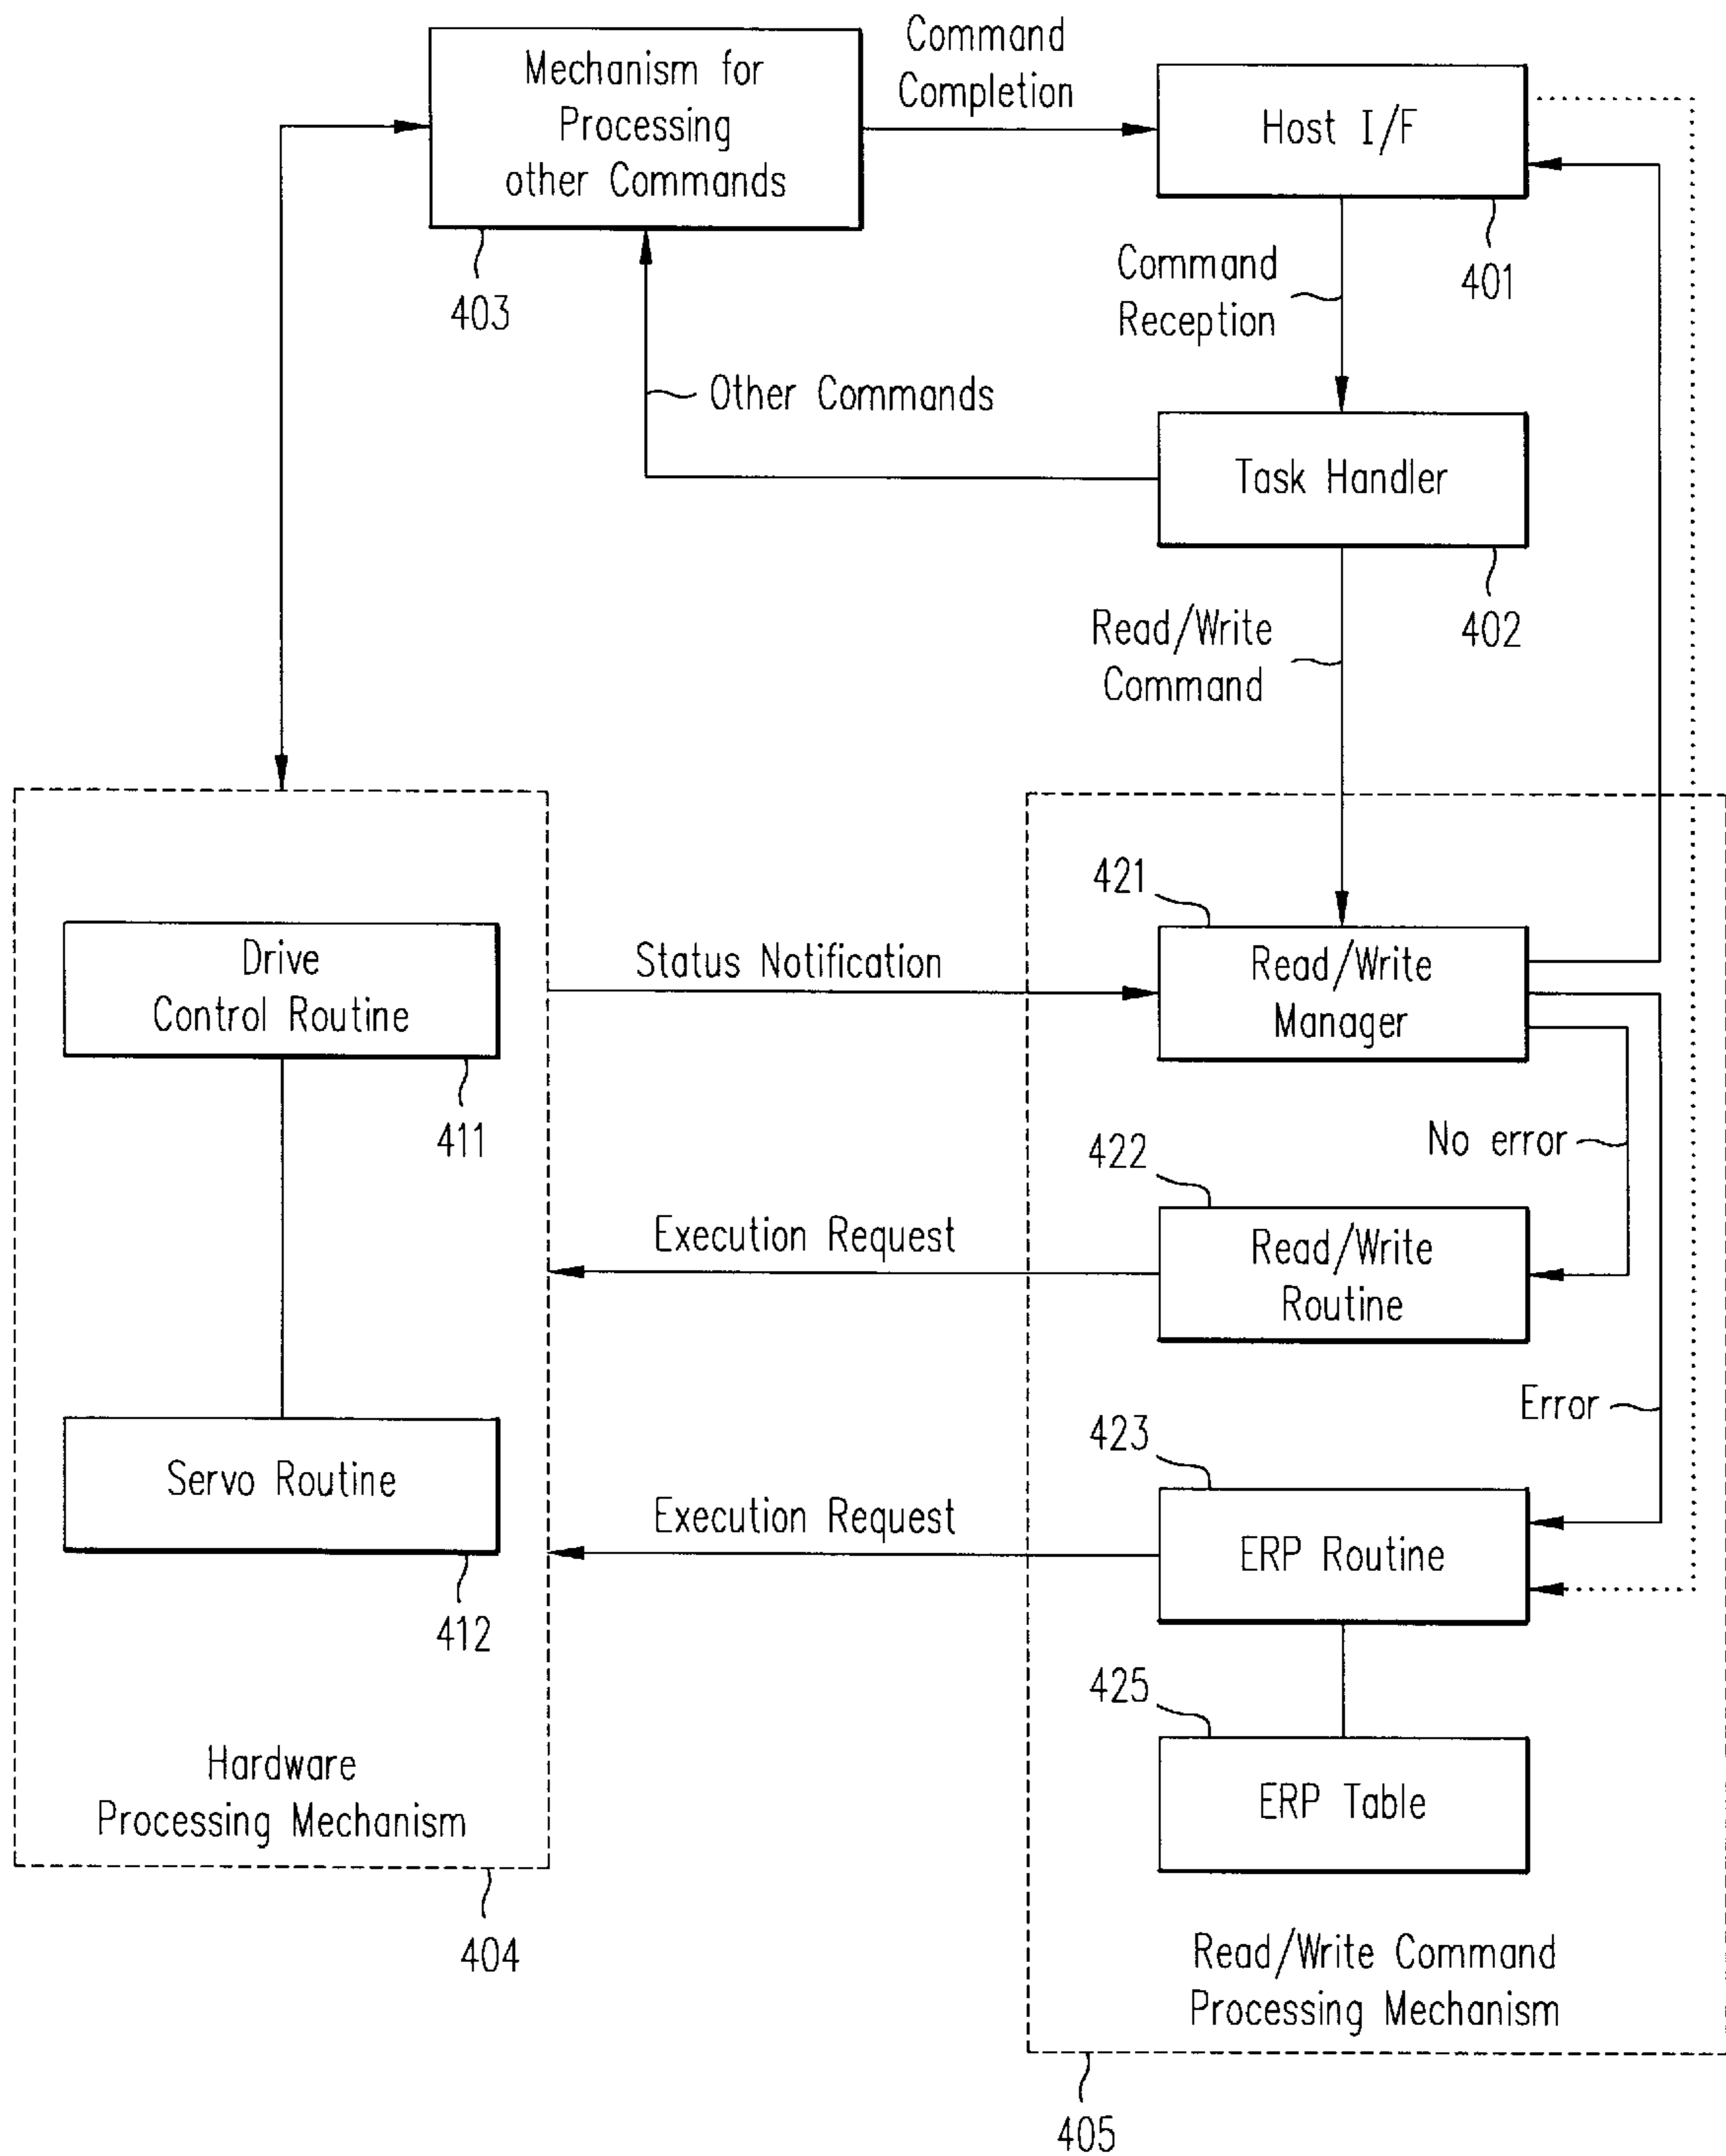 Mechanism for
Processing
other Commands
403
Command
Completion
Host I/F
401
Command
Reception
Other Commands
Task Handler
402
Read/Write
Command
421
Read/Write
Manager
Status Notification
Drive
Control Routine
411
No error
422
Read/Write
Routine
Execution Request
Error
423
ERP Routine
Execution Request
Servo Routine
412
425
ERP Table
Hardware
Processing Mechanism
404
Read/Write Command
Processing Mechanism
405